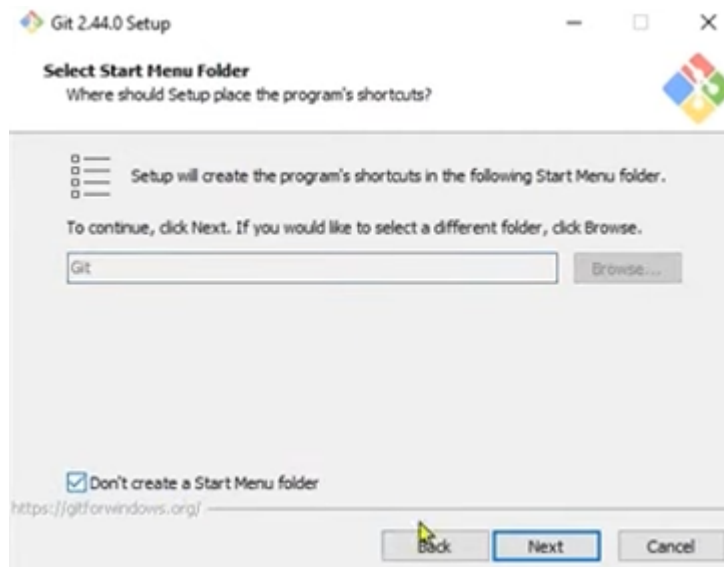 Git 2.44.0 Setup
Select Start Menu Folder
Where should Setup place the program's shortcuts?
Setup will create the program's shortcuts in the following Start Menu folder.
To continue, click Next. If you would like to select a different folder, click Browse.
Git
Browse...
Don't create a Start Menu folder
https://gitforwindows.org/
Back Next Cancel